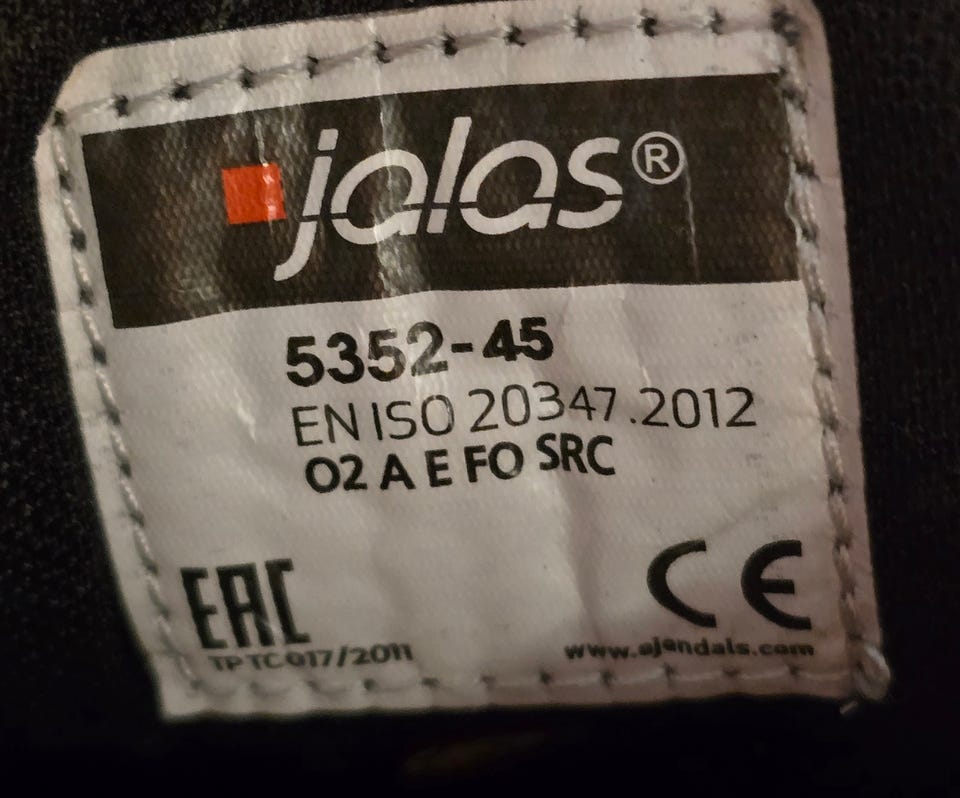 jalas®
5352-45
EN ISO 20347.2012
O2 A E FO SRC
EAC
TP TC 017/2011
CE
www.ejendals.com